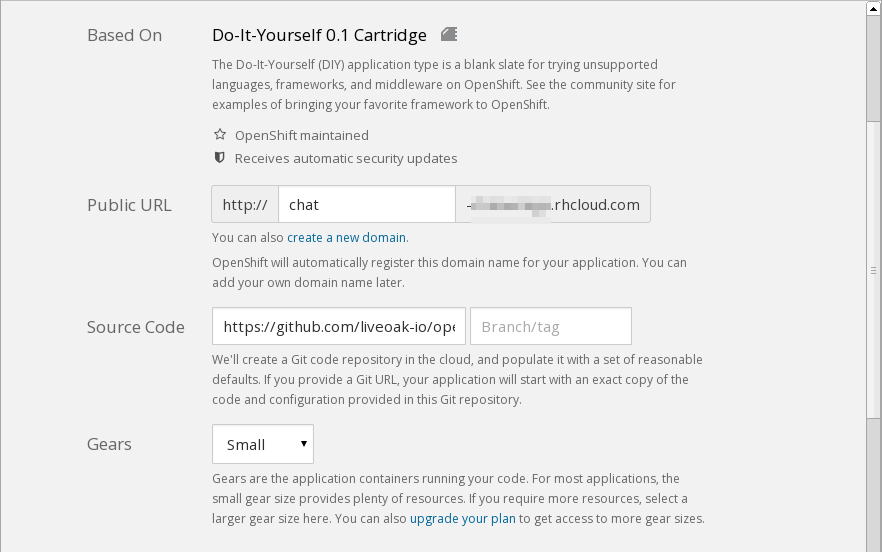 Based On Do-It-Yourself 0.1 Cartridge
The Do-It-Yourself (DIY) application type is a blank slate for trying unsupported
languages, frameworks, and middleware on OpenShift. See the community site for
examples of bringing your favorite framework to OpenShift.
OpenShift maintained
Receives automatic security updates
Public URL http:// chat - .rhcloud.com
You can also create a new domain.
OpenShift will automatically register this domain name for your application. You can
add your own domain name later.
Source Code https://github.com/liveoak-io/ope Branch/tag
We'll create a Git code repository in the cloud, and populate it with a set of reasonable
defaults. If you provide a Git URL, your application will start with an exact copy of the
code and configuration provided in this Git repository.
Gears Small
Gears are the application containers running your code. For most applications, the
small gear size provides plenty of resources. If you require more resources, select a
larger gear size here. You can also upgrade your plan to get access to more gear sizes.